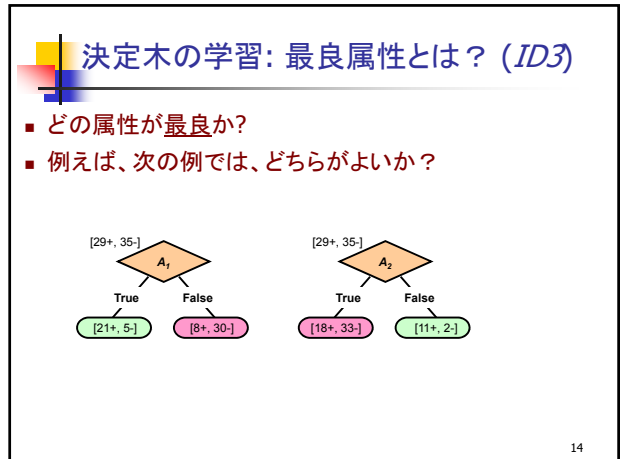 決定木の学習: 最良属性とは？ (ID3)
どの属性が最良か?
例えば、次の例では、どちらがよいか？
[29+, 35-]
A1
True False
[21+, 5-] [8+, 30-]
[29+, 35-]
A2
True False
[18+, 33-] [11+, 2-]
14